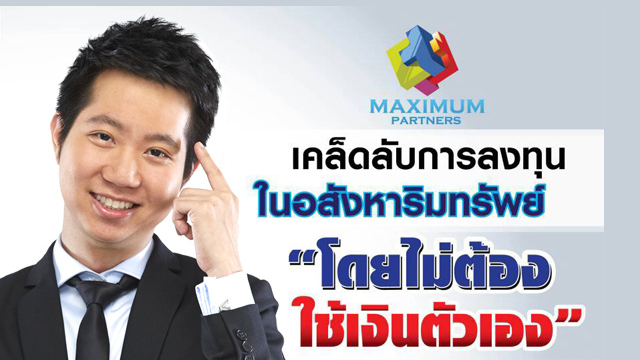 MAXIMUM
PARTNERS
เคล็ดลับการลงทุน
ในอสังหาริมทรัพย์
“โดยไม่ต้อง
ใช้เงินตัวเอง”